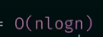 = O(nlogn)